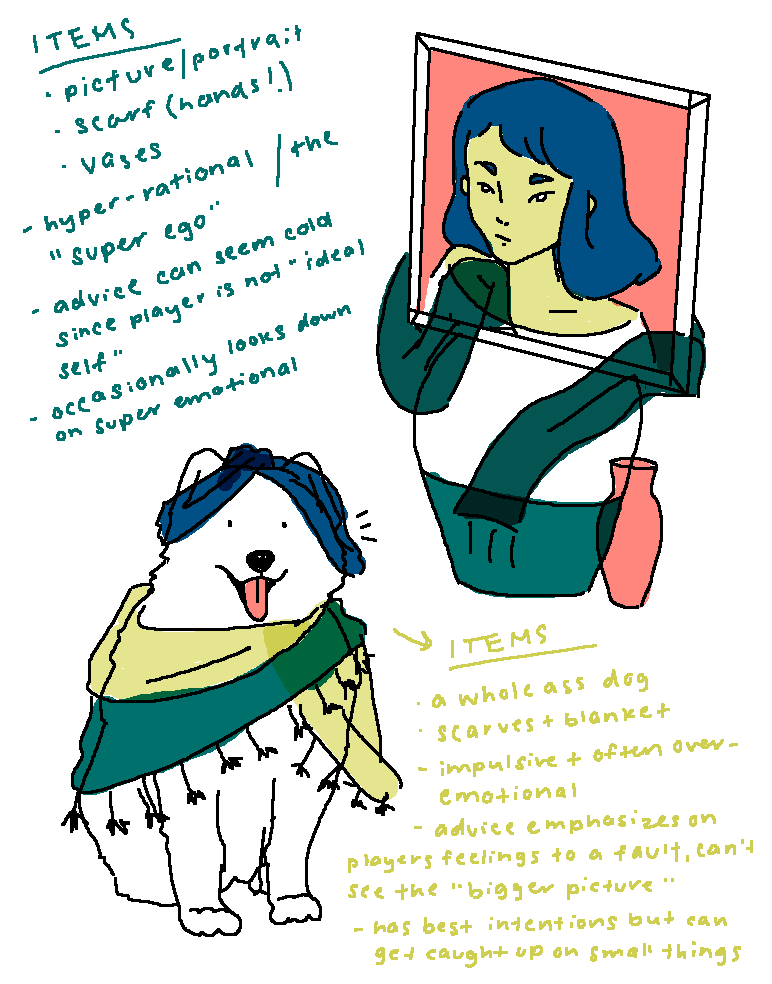 ITEMS
· picture/portrait
· scarf (hands!)
· vases
- hyper-rational / the
"super ego"
- advice can seem cold
since player is not "ideal
self"
- occasionally looks down
on super emotional
ITEMS
· a whole ass dog
· scarves + blanket
- impulsive + often over-
emotional
- advice emphasizes on
players feelings to a fault, can't
see the "bigger picture"
- has best intentions but can
get caught up on small things